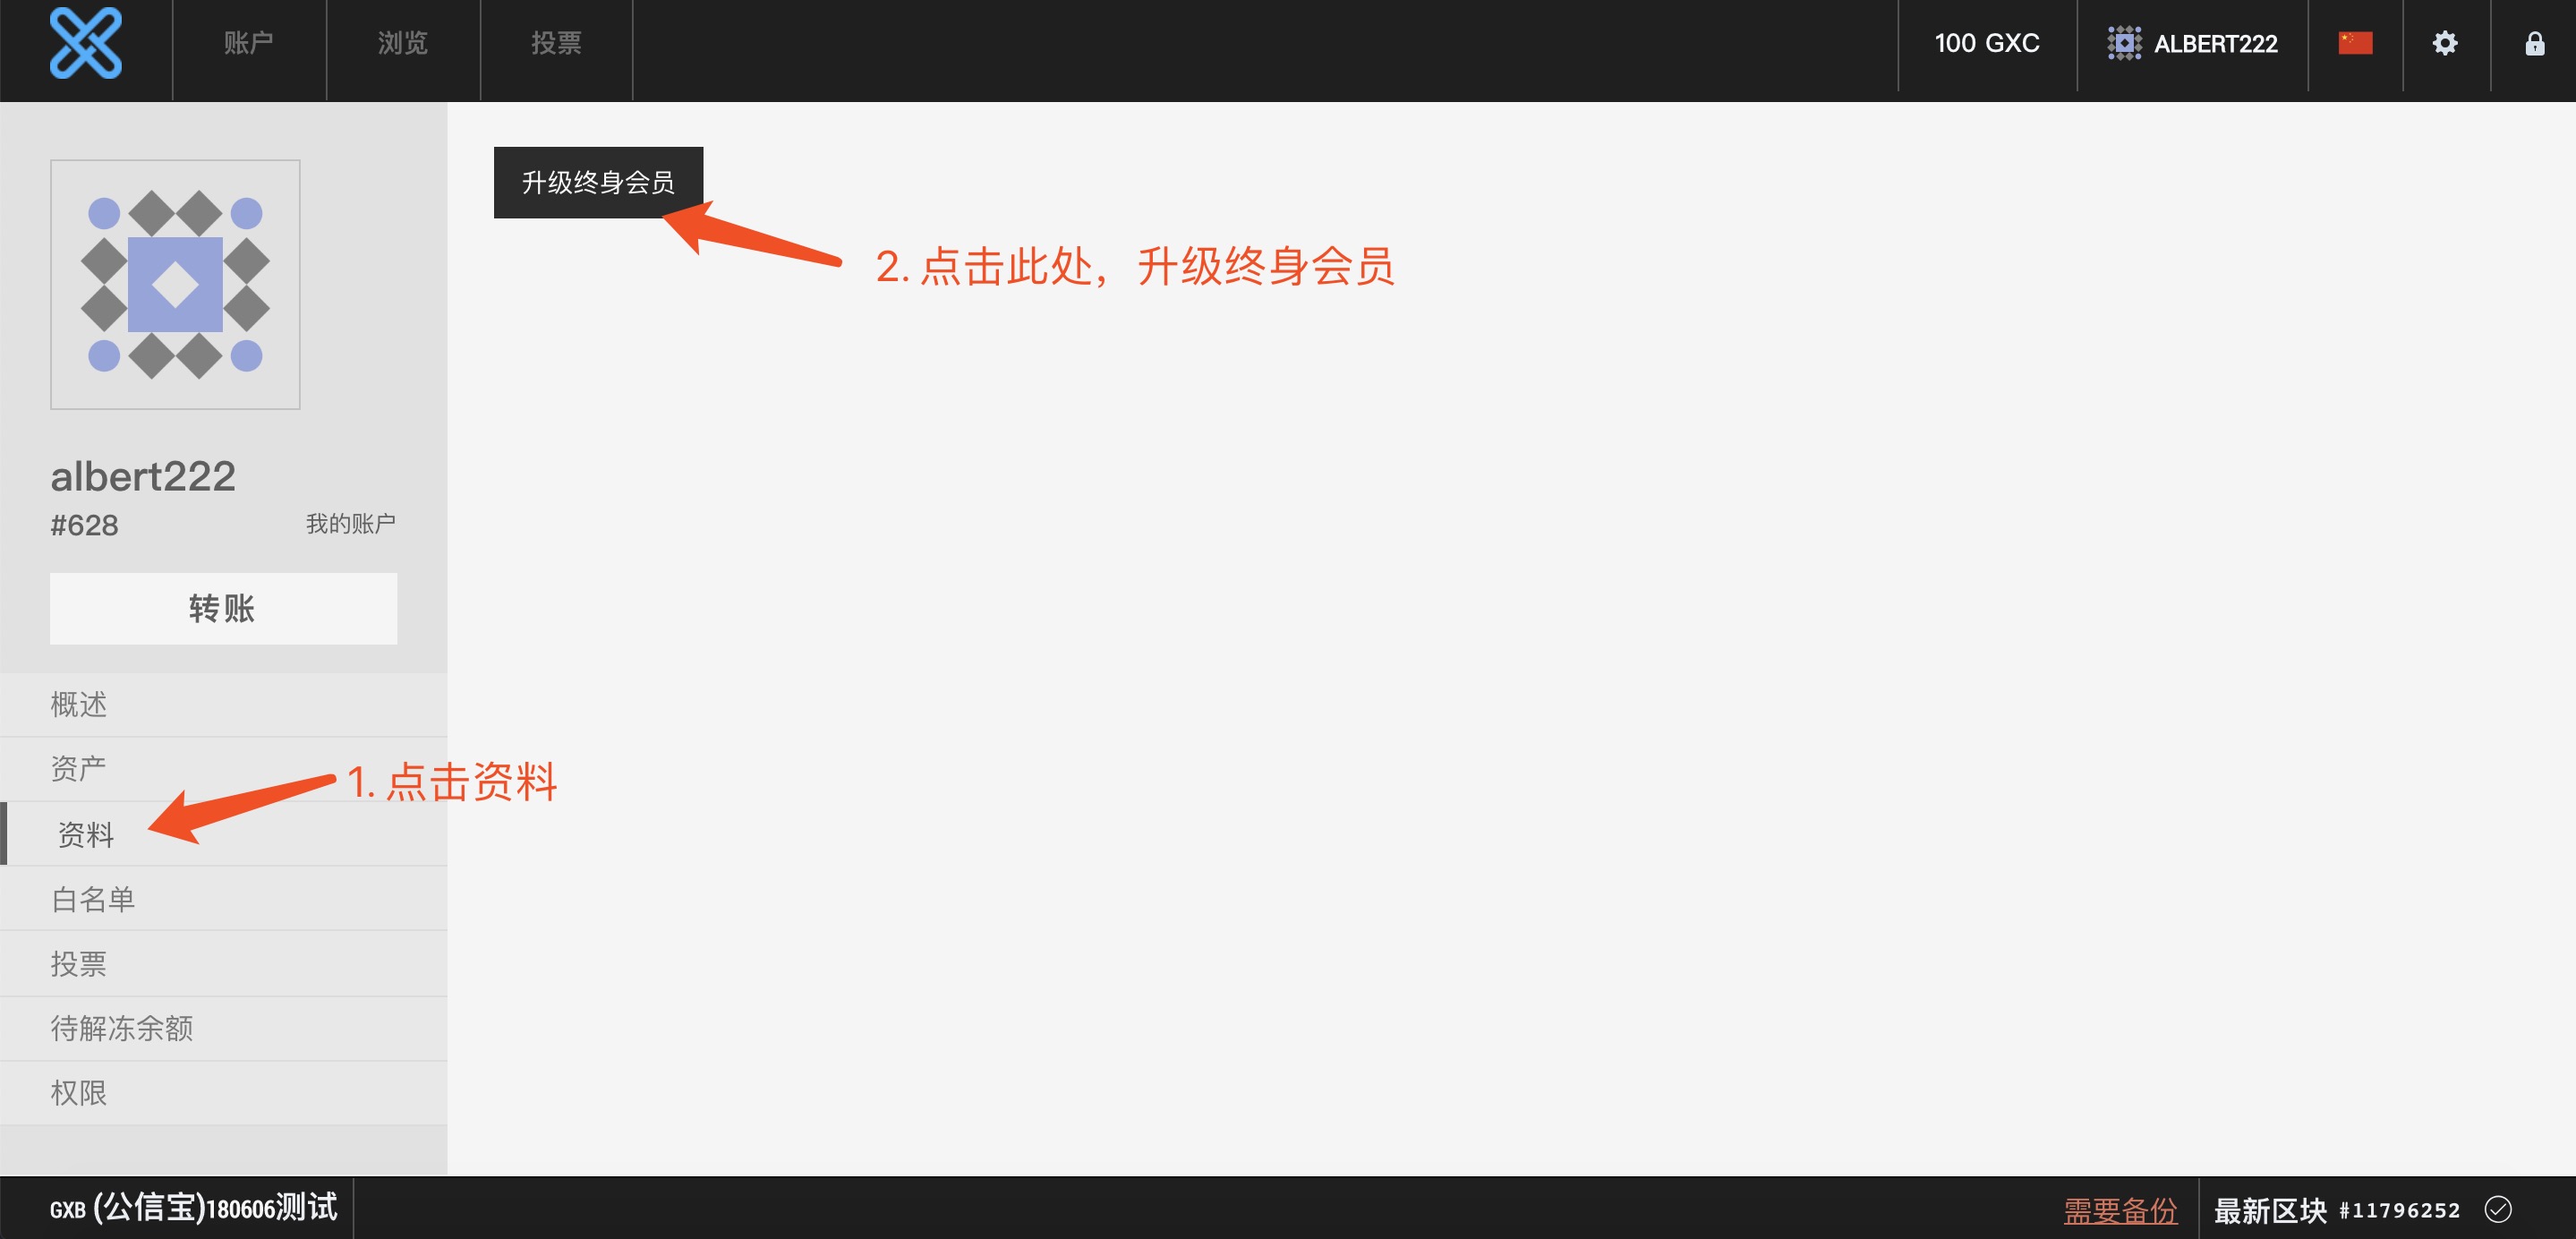 账户 浏览 投票 100 GXC ALBERT222
升级终身会员
2. 点击此处，升级终身会员
albert222
#628 我的账户
转账
概述
资产
1. 点击资料
资料
白名单
投票
待解冻余额
权限
GXB (公信宝)180606测试 需要备份 最新区块 #11796252